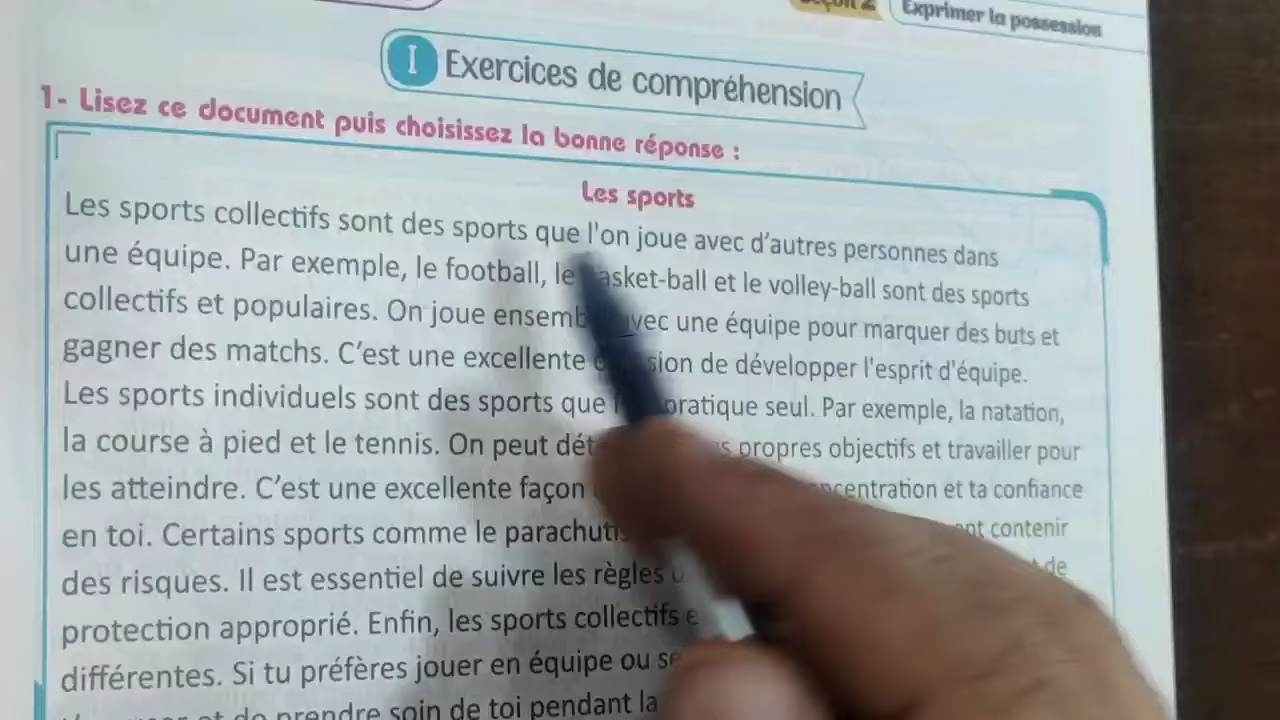 Exprimer la possession
I Exercices de compréhension
1- Lisez ce document puis choisissez la bonne réponse :
Les sports
Les sports collectifs sont des sports que l'on joue avec d'autres personnes dans
une équipe. Par exemple, le football, le basket-ball et le volley-ball sont des sports
collectifs et populaires. On joue ensemble avec une équipe pour marquer des buts et
gagner des matchs. C'est une excellente développer l'esprit d'équipe.
Les sports individuels sont des sports que pratique seul. Par exemple, la natation,
la course à pied et le tennis. On peut propres objectifs et travailler pour
les atteindre. C'est une excellente façon concentration et ta confiance
en toi. Certains sports comme le contenir
des risques. Il est essentiel de suivre les règles de
protection approprié. Enfin, les sports collectifs
différentes. Si tu préfères jouer en équipe ou
et de prendre soin de toi pendant la